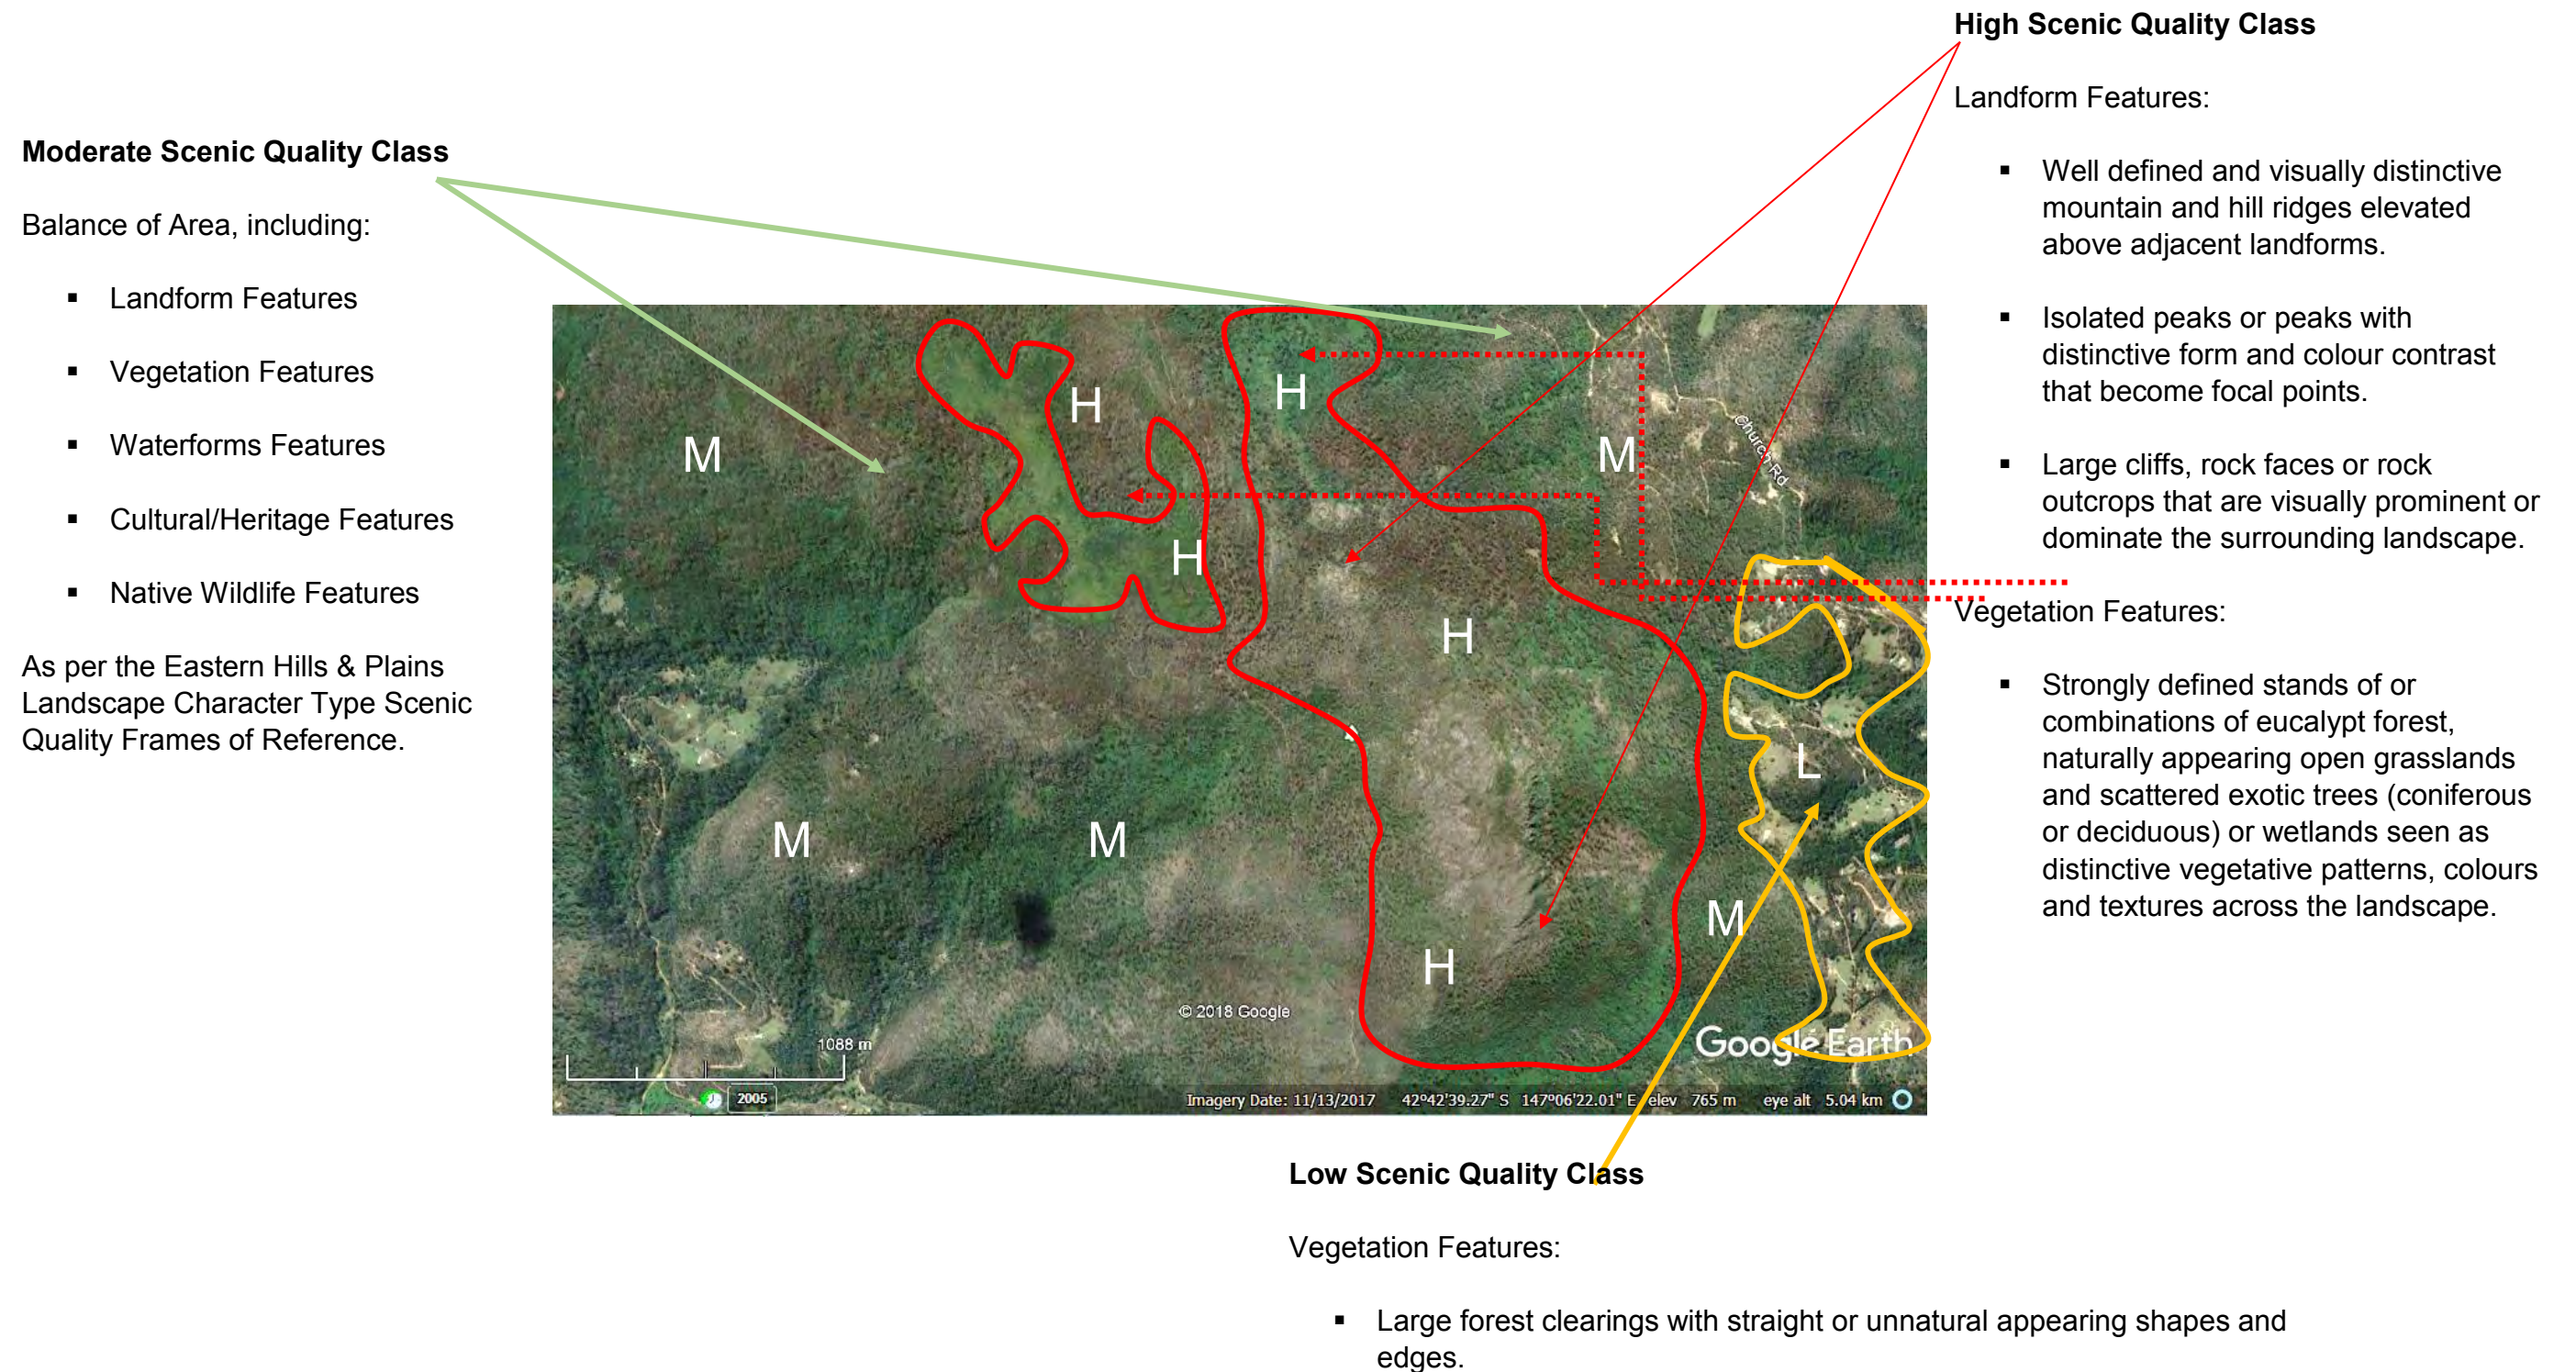 High Scenic Quality Class
Landform Features:
▪ Well defined and visually distinctive
mountain and hill ridges elevated
above adjacent landforms.
▪ Isolated peaks or peaks with
distinctive form and colour contrast
that become focal points.
▪ Large cliffs, rock faces or rock
outcrops that are visually prominent or
dominate the surrounding landscape.
Vegetation Features:
▪ Strongly defined stands of or
combinations of eucalypt forest,
naturally appearing open grasslands
and scattered exotic trees (coniferous
or deciduous) or wetlands seen as
distinctive vegetative patterns, colours
and textures across the landscape.
Moderate Scenic Quality Class
Balance of Area, including:
▪ Landform Features
▪ Vegetation Features
▪ Waterforms Features
▪ Cultural/Heritage Features
▪ Native Wildlife Features
As per the Eastern Hills & Plains
Landscape Character Type Scenic
Quality Frames of Reference.
H
H
M
M
Church Rd
H
H
L
M
M
M
H
© 2018 Google
Google Earth
1088 m
2005
Imagery Date: 11/13/2017 42°42'39.27" S 147°06'22.01" E elev 765 m eye alt 5.04 km
Low Scenic Quality Class
Vegetation Features:
▪ Large forest clearings with straight or unnatural appearing shapes and
edges.